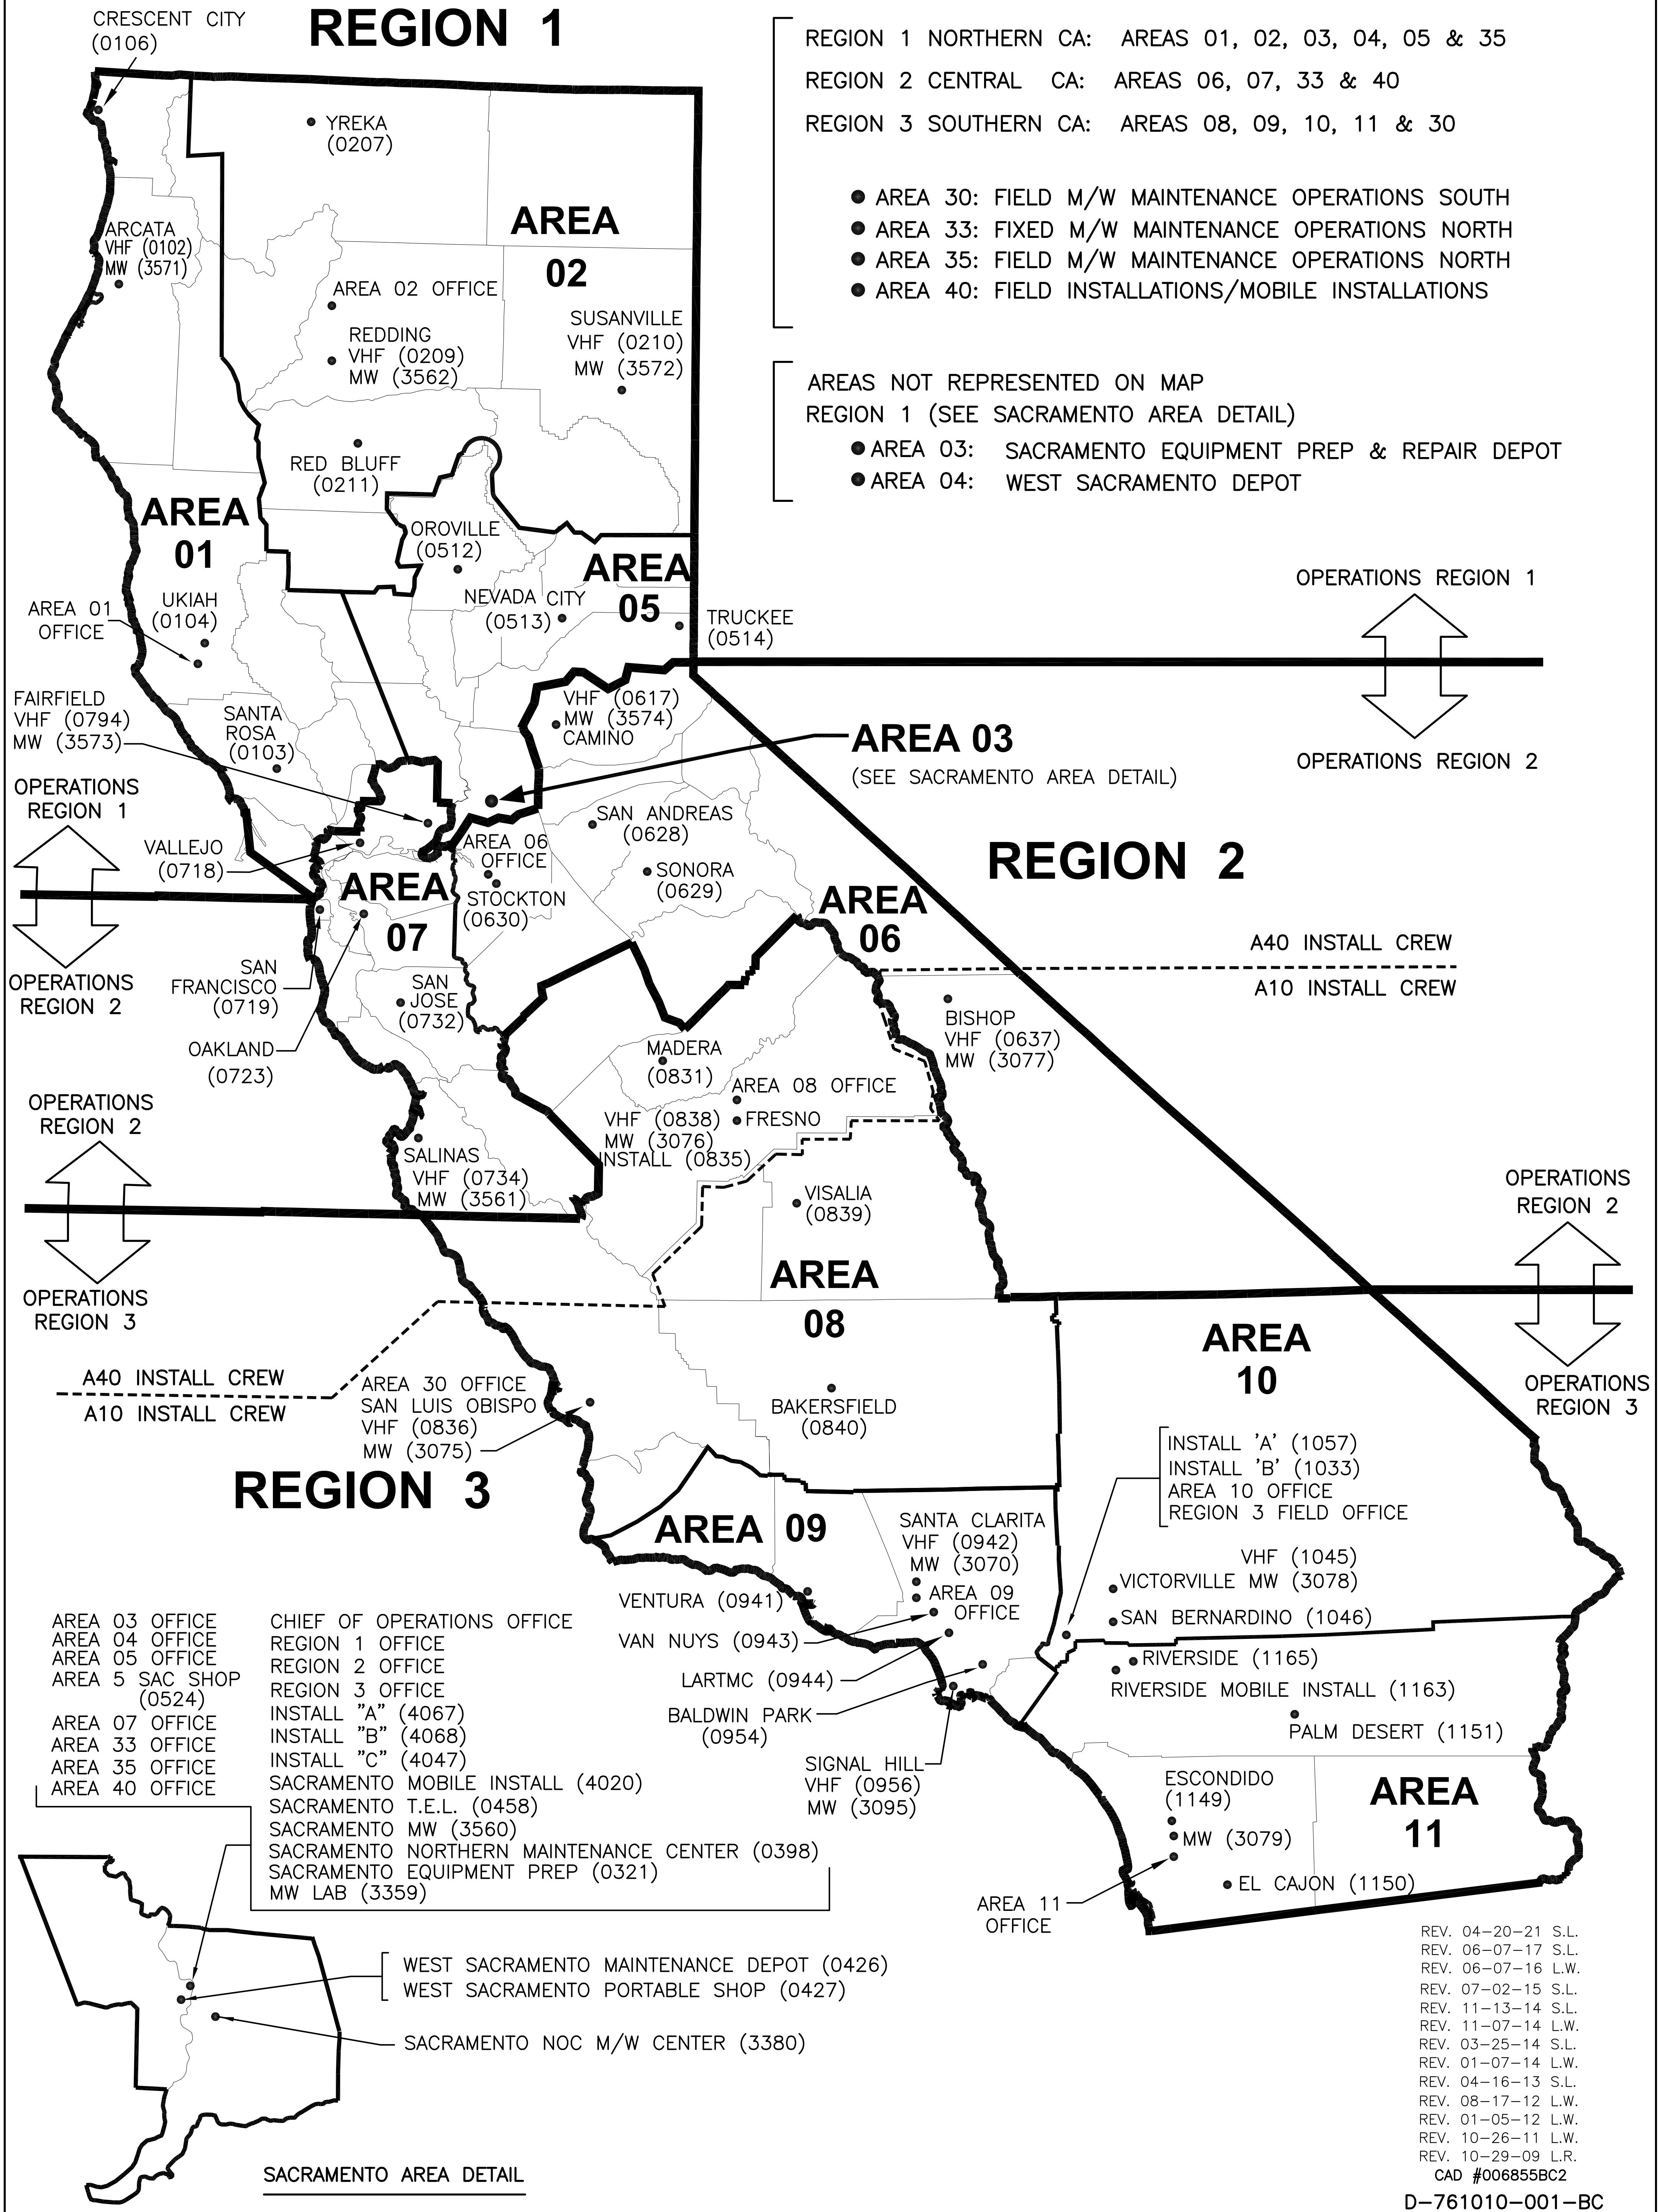 CRESCENT CITY
(0106)
REGION 1
REGION 1 NORTHERN CA: AREAS 01, 02, 03, 04, 05 & 35
REGION 2 CENTRAL CA: AREAS 06, 07, 33 & 40
REGION 3 SOUTHERN CA: AREAS 08, 09, 10, 11 & 30
AREA 30: FIELD M/W MAINTENANCE OPERATIONS SOUTH
AREA 33: FIXED M/W MAINTENANCE OPERATIONS NORTH
AREA 35: FIELD M/W MAINTENANCE OPERATIONS NORTH
AREA 40: FIELD INSTALLATIONS/MOBILE INSTALLATIONS
AREAS NOT REPRESENTED ON MAP
REGION 1 (SEE SACRAMENTO AREA DETAIL)
AREA 03: SACRAMENTO EQUIPMENT PREP & REPAIR DEPOT
AREA 04: WEST SACRAMENTO DEPOT
YREKA
(0207)
ARCATA
VHF (0102)
MW (3571)
AREA
02
AREA 02 OFFICE
REDDING
VHF (0209)
MW (3562)
SUSANVILLE
VHF (0210)
MW (3572)
RED BLUFF
(0211)
AREA
01
OROVILLE
(0512)
AREA
05
NEVADA CITY
(0513)
TRUCKEE
(0514)
AREA 01
OFFICE
UKIAH
(0104)
OPERATIONS REGION 1
OPERATIONS REGION 2
FAIRFIELD
VHF (0794)
MW (3573)
SANTA
ROSA
(0103)
VHF (0617)
MW (3574)
CAMINO
AREA 03
(SEE SACRAMENTO AREA DETAIL)
OPERATIONS
REGION 1
OPERATIONS
REGION 2
VALLEJO
(0718)
AREA 06
OFFICE
STOCKTON
(0630)
SAN ANDREAS
(0628)
SONORA
(0629)
REGION 2
AREA
07
AREA
06
A40 INSTALL CREW
A10 INSTALL CREW
SAN
FRANCISCO
(0719)
SAN
JOSE
(0732)
OAKLAND
(0723)
BISHOP
VHF (0637)
MW (3077)
MADERA
(0831)
AREA 08 OFFICE
FRESNO
VHF (0838)
MW (3076)
INSTALL (0835)
OPERATIONS
REGION 2
OPERATIONS
REGION 3
SALINAS
VHF (0734)
MW (3561)
VISALIA
(0839)
OPERATIONS
REGION 2
OPERATIONS
REGION 3
AREA
08
AREA
10
A40 INSTALL CREW
A10 INSTALL CREW
AREA 30 OFFICE
SAN LUIS OBISPO
VHF (0836)
MW (3075)
BAKERSFIELD
(0840)
REGION 3
INSTALL 'A' (1057)
INSTALL 'B' (1033)
AREA 10 OFFICE
REGION 3 FIELD OFFICE
AREA 09
SANTA CLARITA
VHF (0942)
MW (3070)
AREA 09
OFFICE
VENTURA (0941)
VAN NUYS (0943)
LARTMC (0944)
BALDWIN PARK
(0954)
SIGNAL HILL
VHF (0956)
MW (3095)
VHF (1045)
VICTORVILLE MW (3078)
SAN BERNARDINO (1046)
RIVERSIDE (1165)
RIVERSIDE MOBILE INSTALL (1163)
PALM DESERT (1151)
ESCONDIDO
(1149)
MW (3079)
EL CAJON (1150)
AREA 11
OFFICE
AREA
11
AREA 03 OFFICE
AREA 04 OFFICE
AREA 05 OFFICE
AREA 5 SAC SHOP
(0524)
AREA 07 OFFICE
AREA 33 OFFICE
AREA 35 OFFICE
AREA 40 OFFICE
CHIEF OF OPERATIONS OFFICE
REGION 1 OFFICE
REGION 2 OFFICE
REGION 3 OFFICE
INSTALL "A" (4067)
INSTALL "B" (4068)
INSTALL "C" (4047)
SACRAMENTO MOBILE INSTALL (4020)
SACRAMENTO T.E.L. (0458)
SACRAMENTO MW (3560)
SACRAMENTO NORTHERN MAINTENANCE CENTER (0398)
SACRAMENTO EQUIPMENT PREP (0321)
MW LAB (3359)
WEST SACRAMENTO MAINTENANCE DEPOT (0426)
WEST SACRAMENTO PORTABLE SHOP (0427)
SACRAMENTO NOC M/W CENTER (3380)
SACRAMENTO AREA DETAIL
REV. 04-20-21 S.L.
REV. 06-07-17 S.L.
REV. 06-07-16 L.W.
REV. 07-02-15 S.L.
REV. 11-13-14 S.L.
REV. 11-07-14 L.W.
REV. 03-25-14 S.L.
REV. 01-07-14 L.W.
REV. 04-16-13 S.L.
REV. 08-17-12 L.W.
REV. 01-05-12 L.W.
REV. 10-26-11 L.W.
REV. 10-29-09 L.R.
CAD #006855BC2
D-761010-001-BC